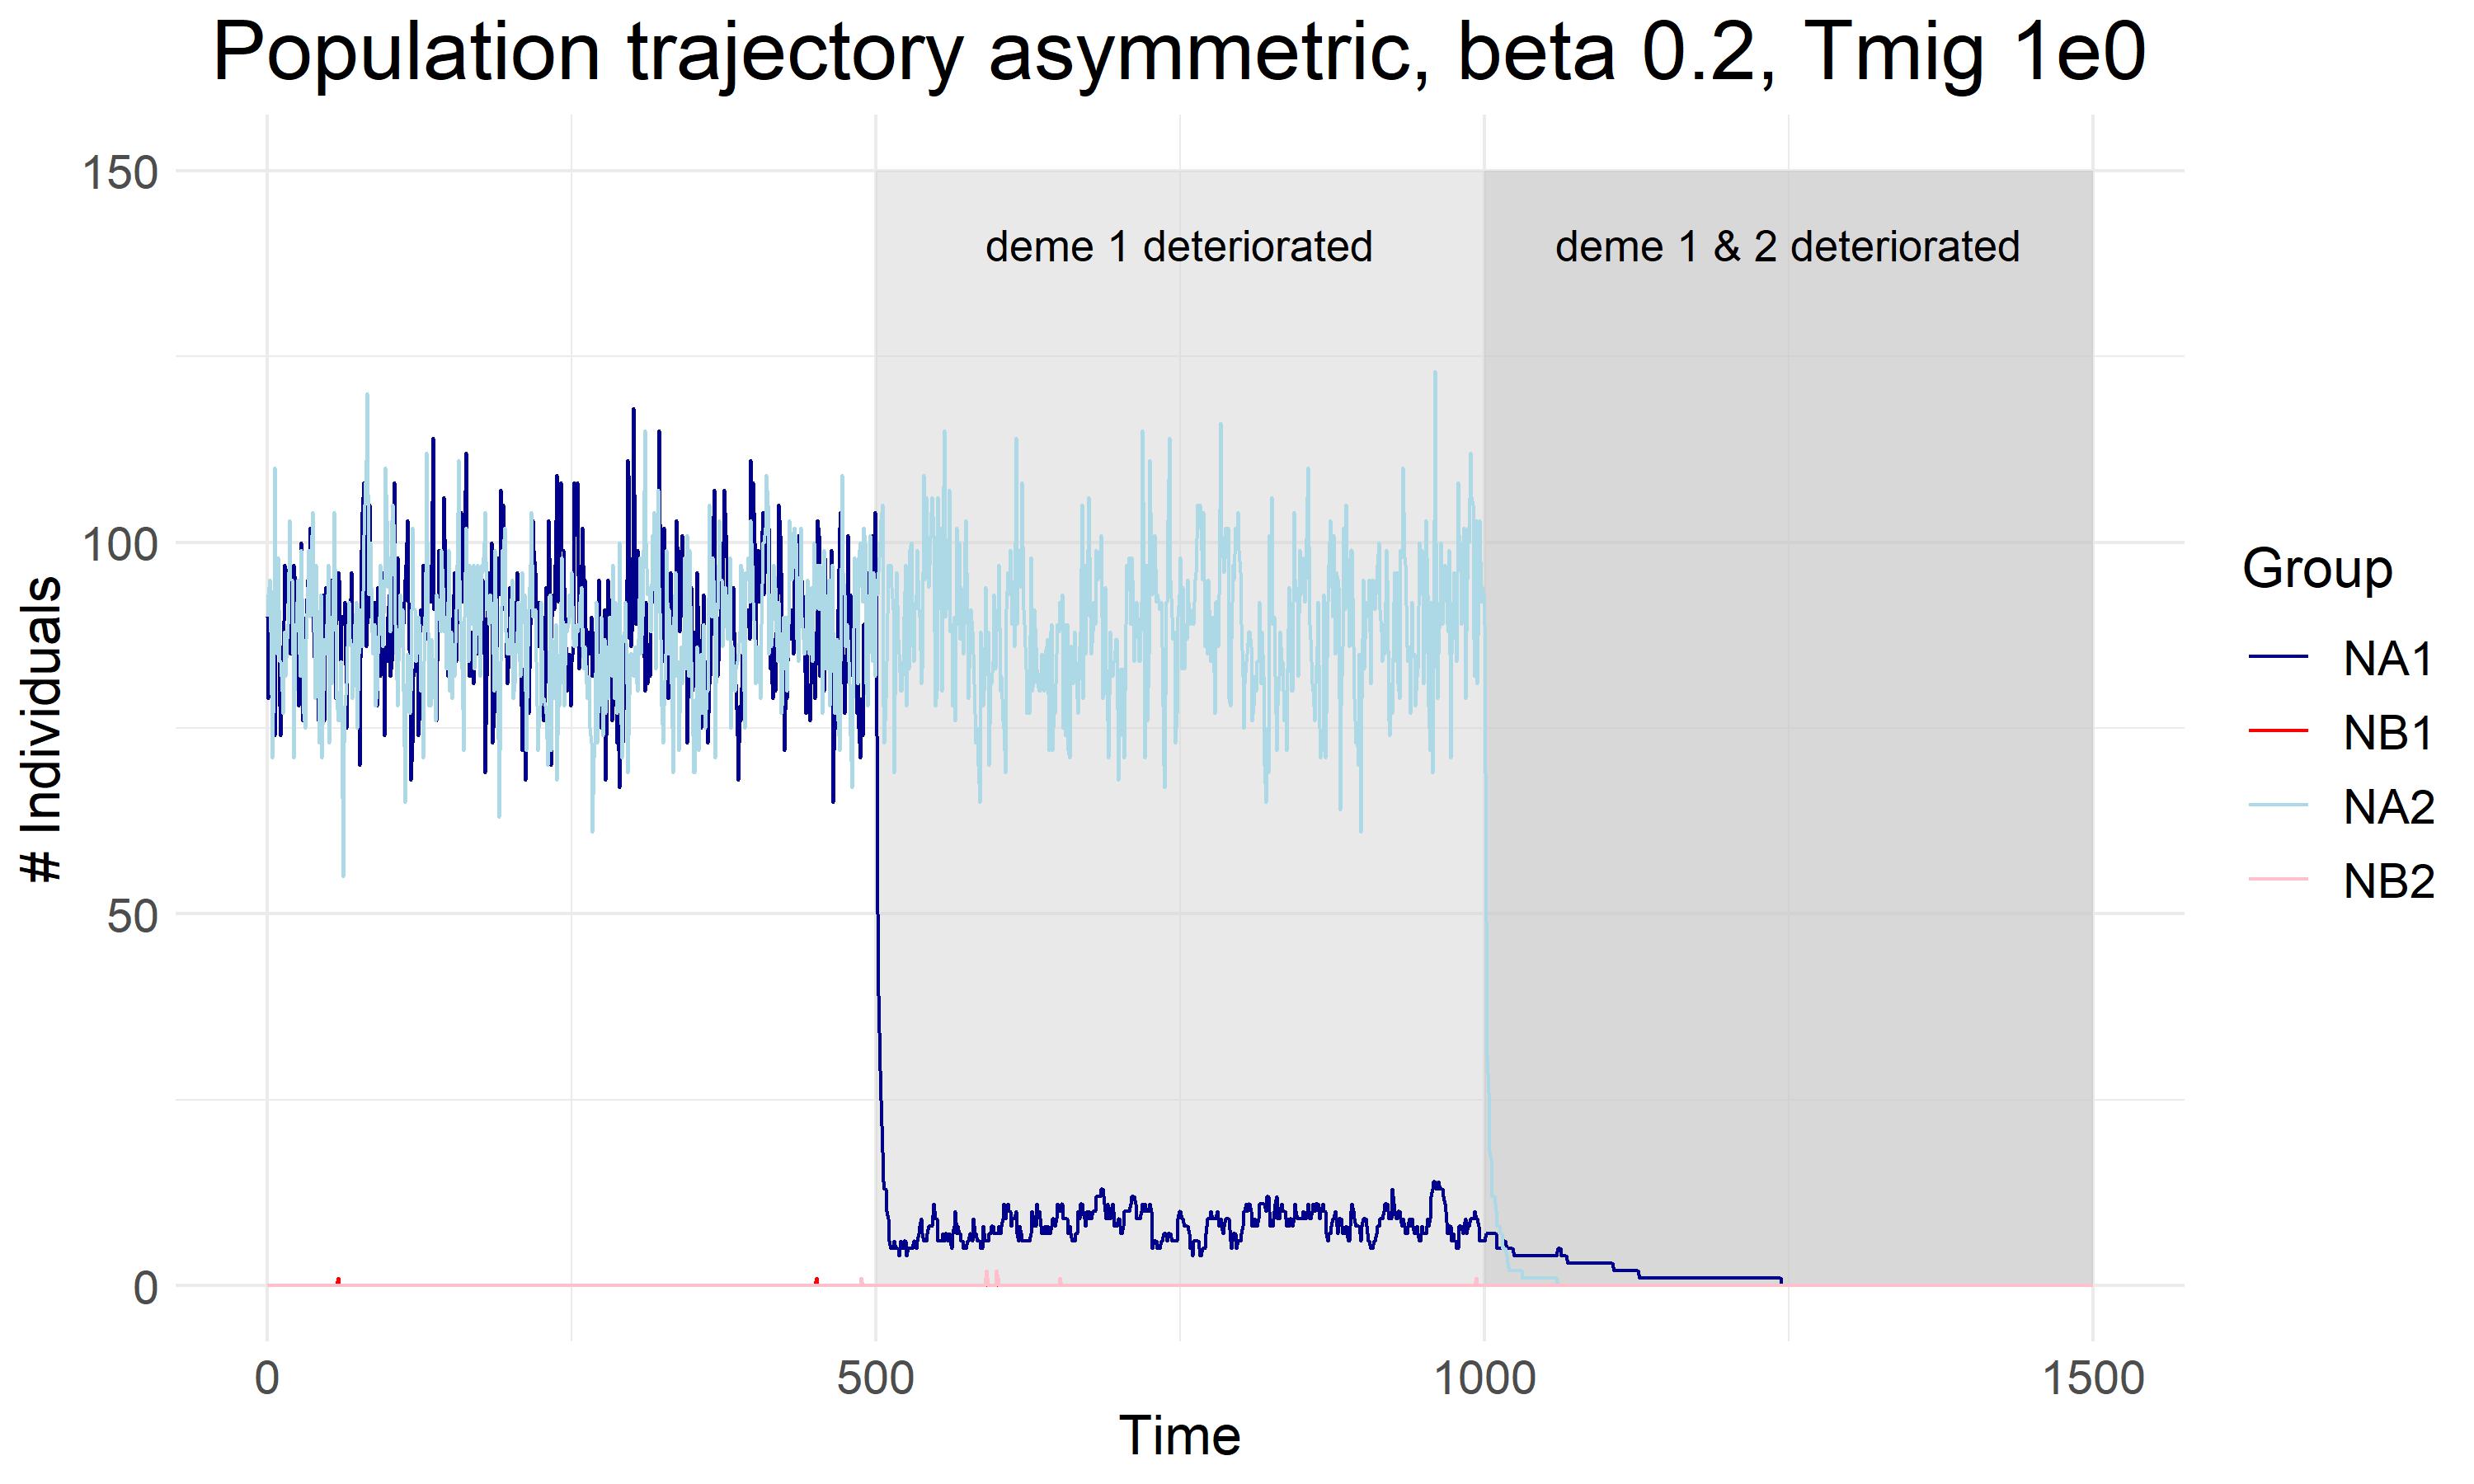 Population trajectory asymmetric, beta 0.2, Tmig 1e0
150
deme 1 deteriorated
deme 1 & 2 deteriorated
100
50
0
# Individuals
0
500
1000
1500
Time
Group
NA1
NB1
NA2
NB2